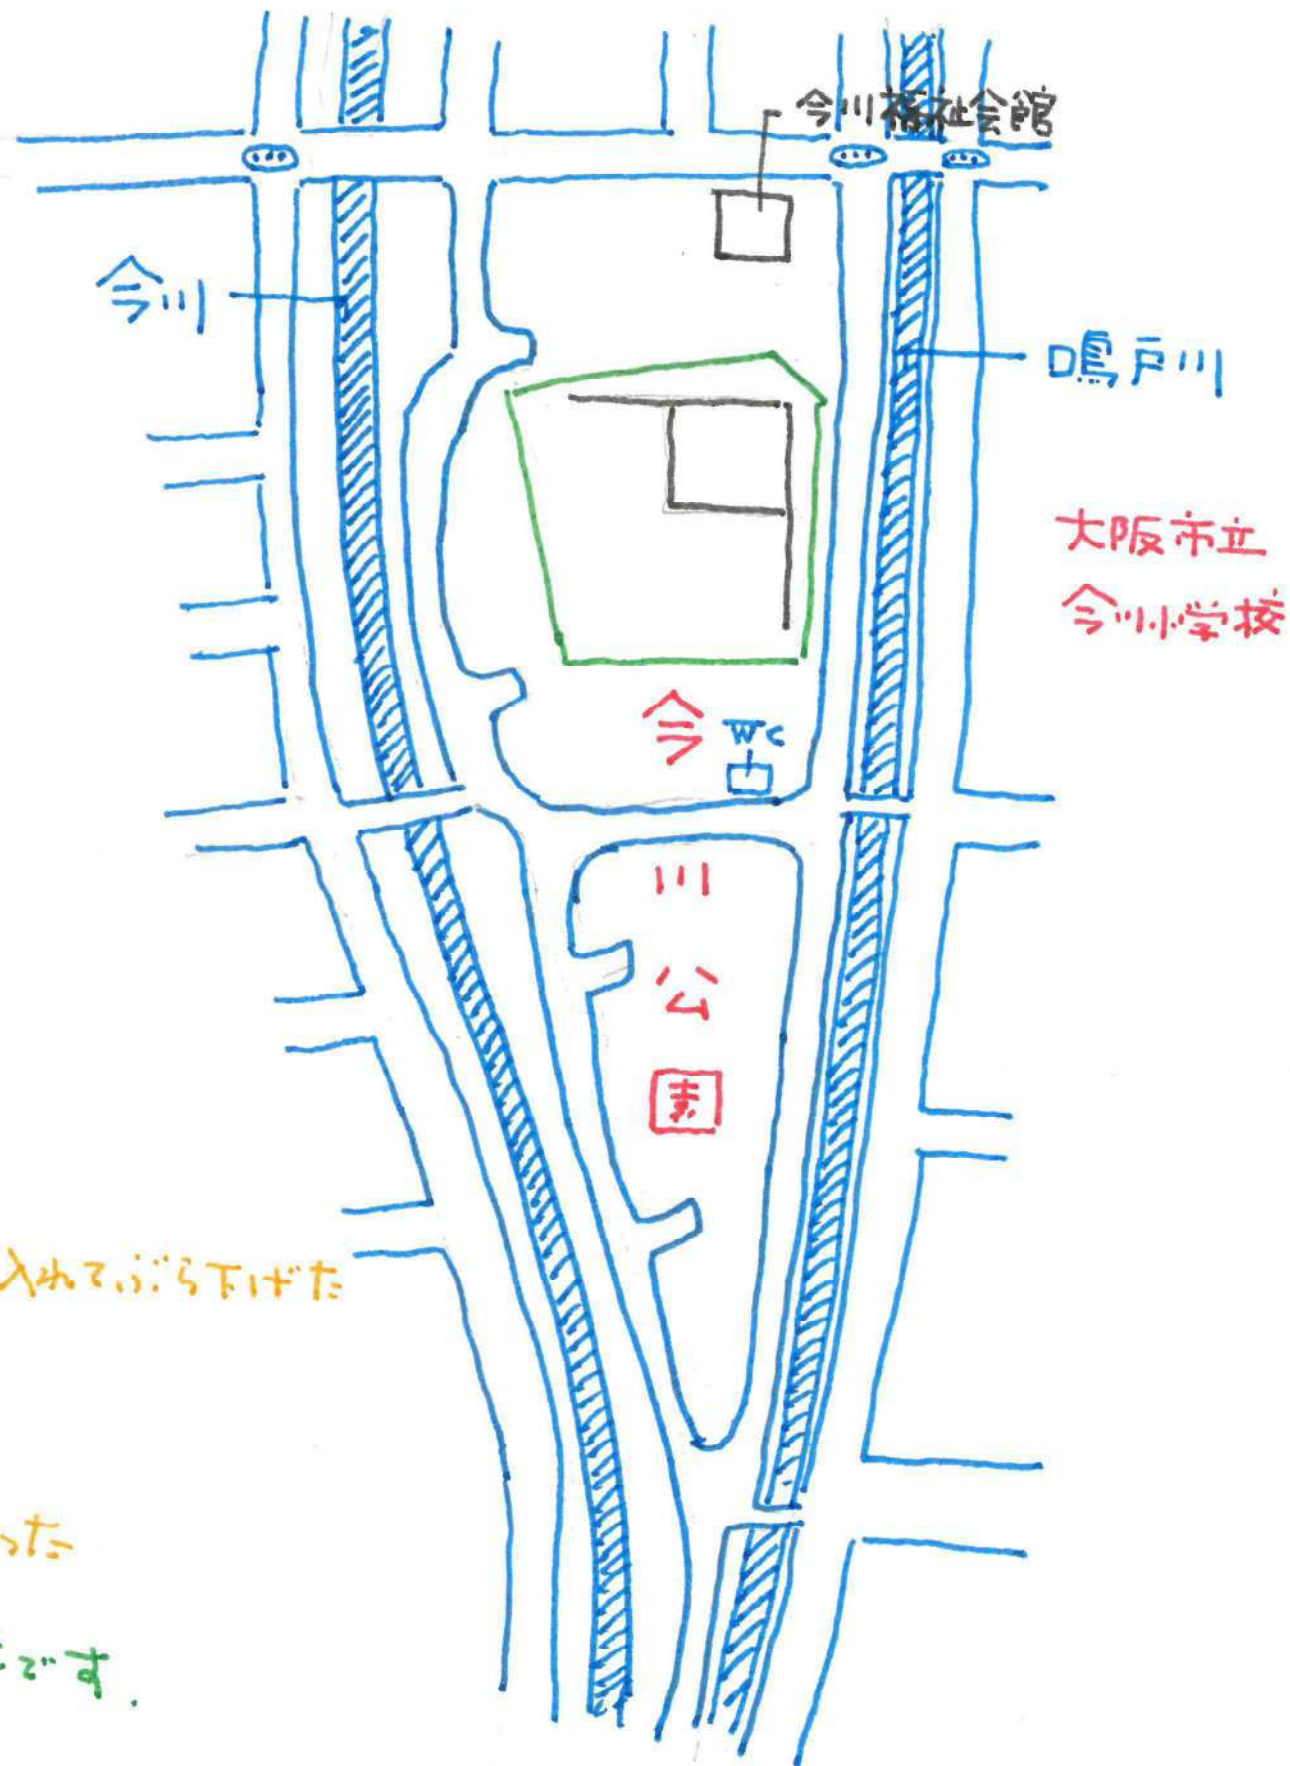 今川福祉会館
今川
鳴戸川
大阪市立
今川小学校
今
WC
川
公
園
入れてぶら下げた
った
です.